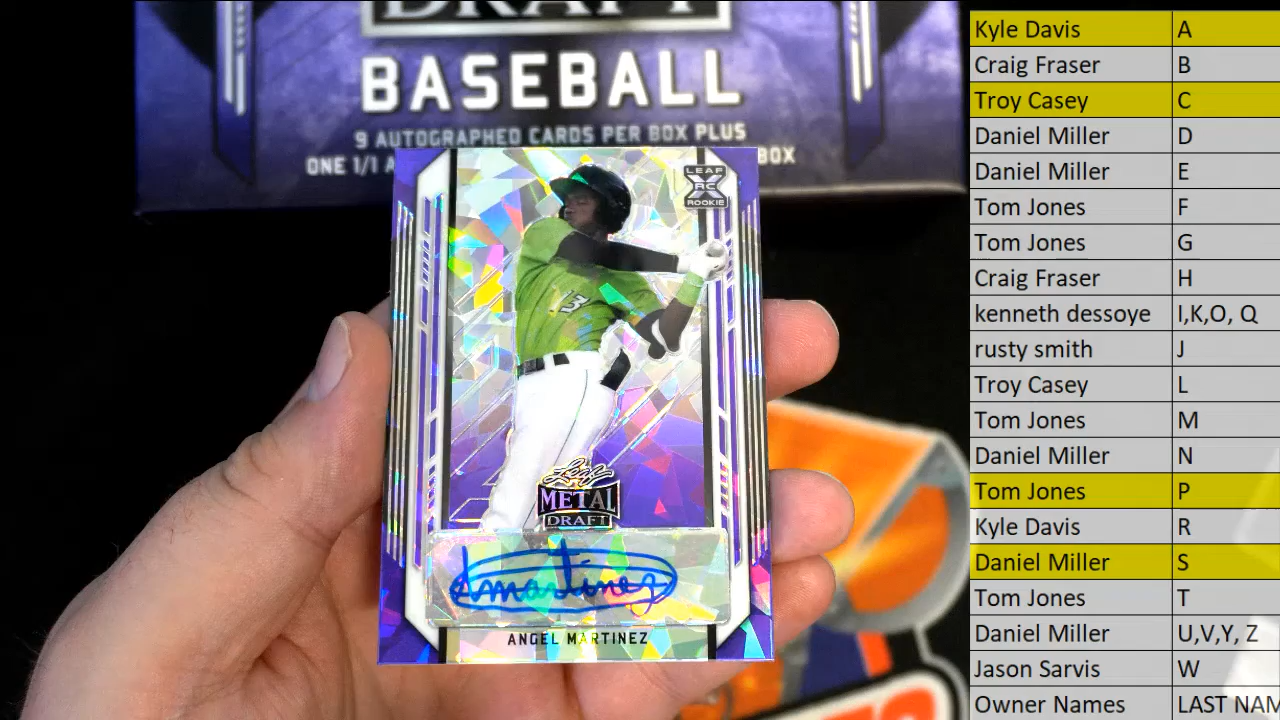 DRAFT
BASEBALL
9 AUTOGRAPHED CARDS PER BOX PLUS
ONE 1/1 A
BOX
LEAF
RC
ROOKIE
13
Leaf
METAL
DRAFT
Amartinez
ANGEL MARTINEZ
Kyle Davis A
Craig Fraser B
Troy Casey C
Daniel Miller D
Daniel Miller E
Tom Jones F
Tom Jones G
Craig Fraser H
kenneth dessoye I,K,O, Q
rusty smith J
Troy Casey L
Tom Jones M
Daniel Miller N
Tom Jones P
Kyle Davis R
Daniel Miller S
Tom Jones T
Daniel Miller U,V,Y, Z
Jason Sarvis W
Owner Names LAST NAM